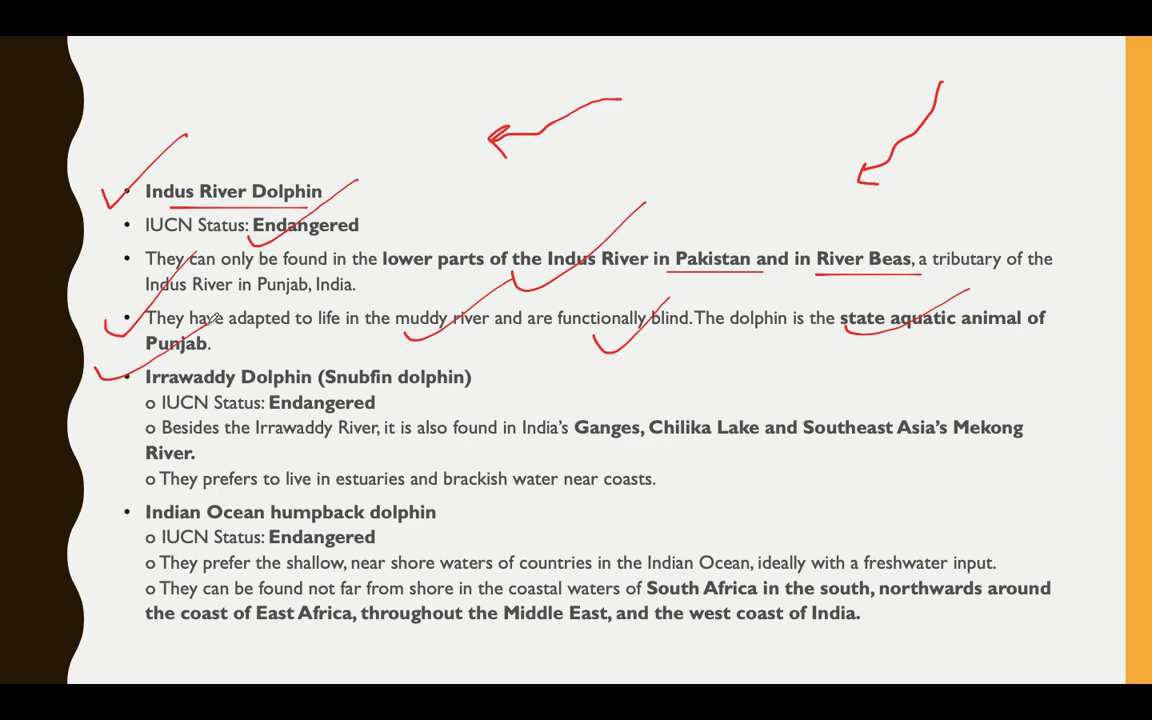 • Indus River Dolphin
• IUCN Status: Endangered
• They can only be found in the lower parts of the Indus River in Pakistan and in River Beas, a tributary of the
Indus River in Punjab, India.
• They have adapted to life in the muddy river and are functionally blind. The dolphin is the state aquatic animal of
Punjab.
• Irrawaddy Dolphin (Snubfin dolphin)
o IUCN Status: Endangered
o Besides the Irrawaddy River, it is also found in India's Ganges, Chilika Lake and Southeast Asia's Mekong
River.
o They prefers to live in estuaries and brackish water near coasts.
• Indian Ocean humpback dolphin
o IUCN Status: Endangered
o They prefer the shallow, near shore waters of countries in the Indian Ocean, ideally with a freshwater input.
o They can be found not far from shore in the coastal waters of South Africa in the south, northwards around
the coast of East Africa, throughout the Middle East, and the west coast of India.